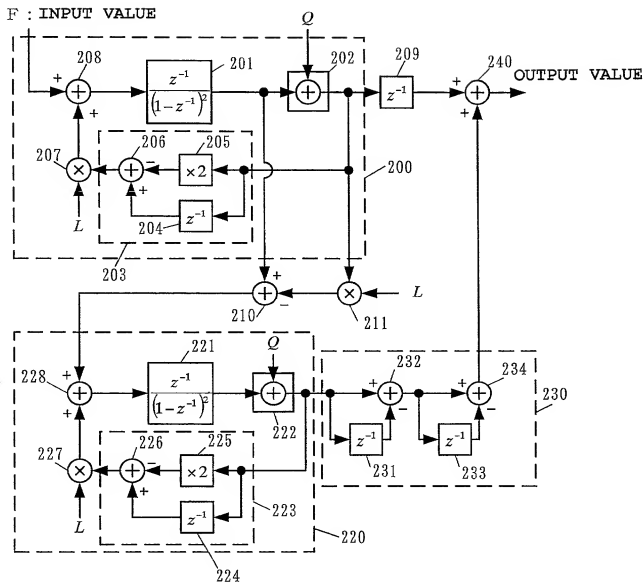 F : INPUT VALUE
Q
208
201
202
209
240
z⁻¹
(1−z⁻¹)²
z⁻¹
OUTPUT VALUE
206
205
207
×2
200
L
204
z⁻¹
203
210
211
L
221
Q
228
z⁻¹
(1−z⁻¹)²
222
232
234
230
226
225
z⁻¹
z⁻¹
227
×2
231
233
L
z⁻¹
223
220
224